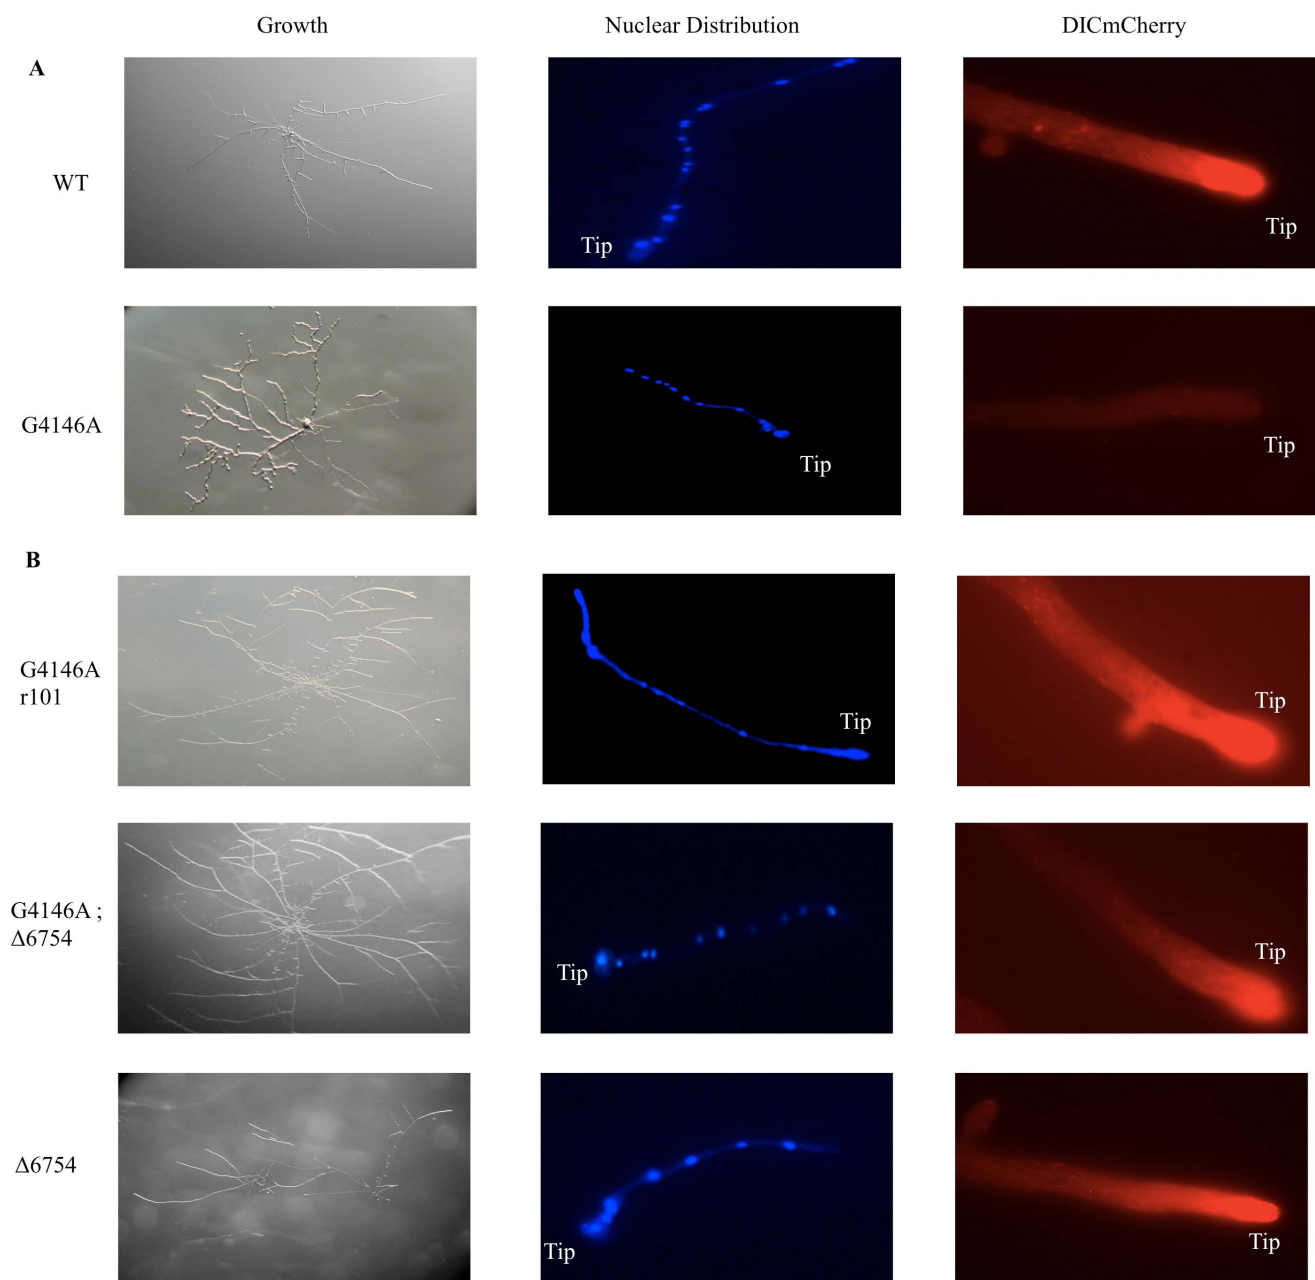 Growth Nuclear Distribution DICmCherry
A
WT
Tip
Tip
G4146A
Tip
Tip
B
G4146A
r101
Tip
Tip
G4146A ;
Δ6754
Tip
Tip
Δ6754
Tip
Tip